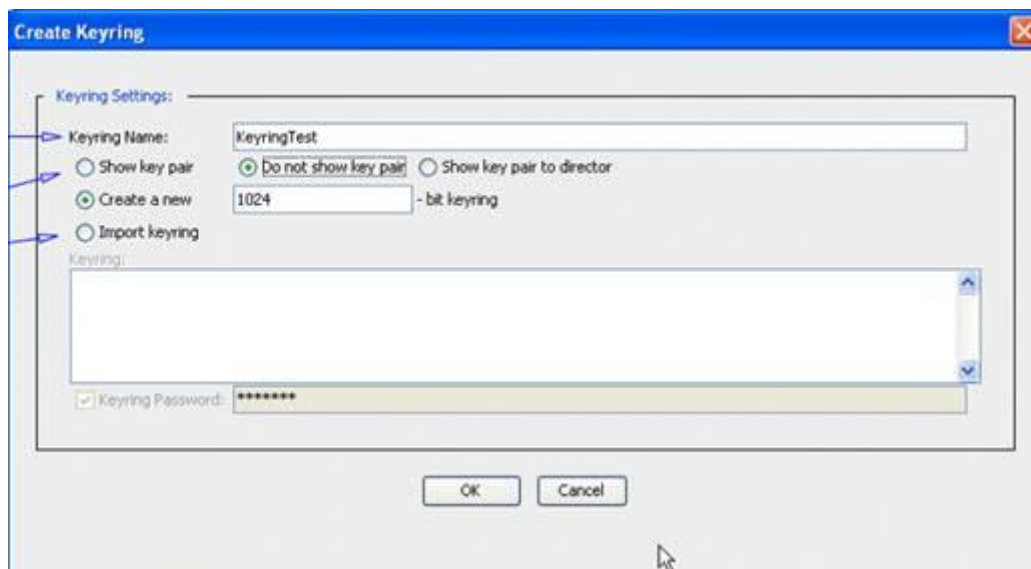 Create Keyring
Keyring Settings:
Keyring Name: KeyringTest
Show key pair Do not show key pair Show key pair to director
Create a new 1024 - bit keyring
Import keyring
Keyring:
Keyring Password: *******
OK Cancel